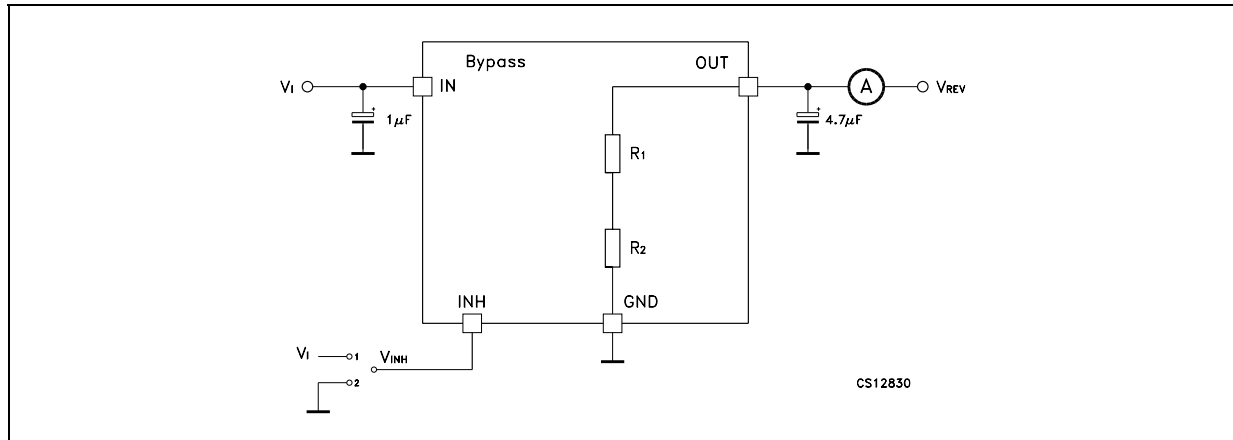 Bypass
OUT
VI
IN
A
VREV
+
1μF
+
4.7μF
R1
R2
INH
GND
VI
1
VINH
2
CS12830